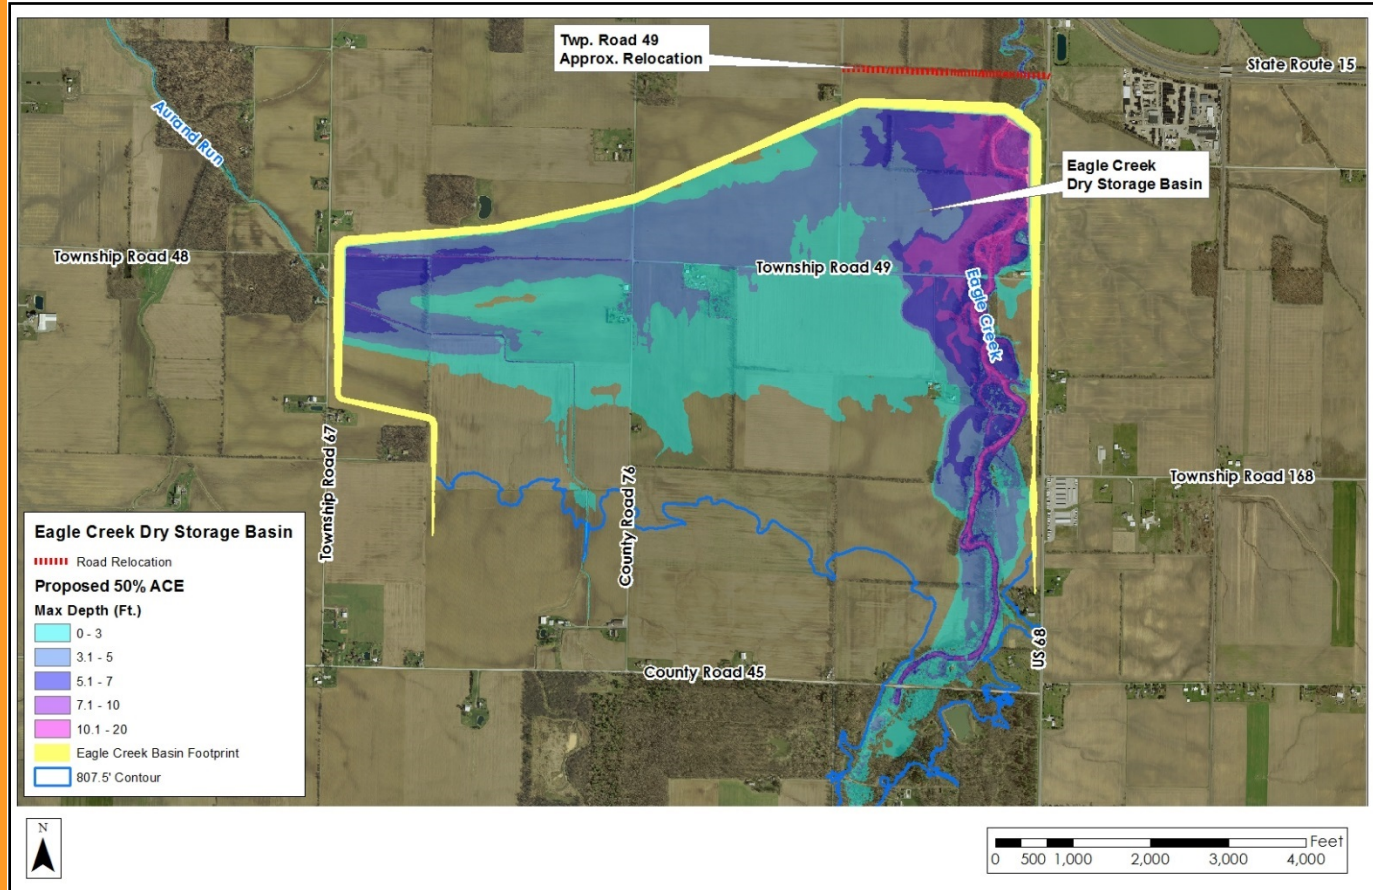 Twp. Road 49
Approx. Relocation
State Route 15
Auland Run
Eagle Creek
Dry Storage Basin
Township Road 48
Township Road 49
Eagle Creek
Township Road 67
County Road 76
Township Road 168
US 68
County Road 45
Eagle Creek Dry Storage Basin
Road Relocation
Proposed 50% ACE
Max Depth (Ft.)
0 - 3
3.1 - 5
5.1 - 7
7.1 - 10
10.1 - 20
Eagle Creek Basin Footprint
807.5' Contour
N
Feet
0 500 1,000 2,000 3,000 4,000